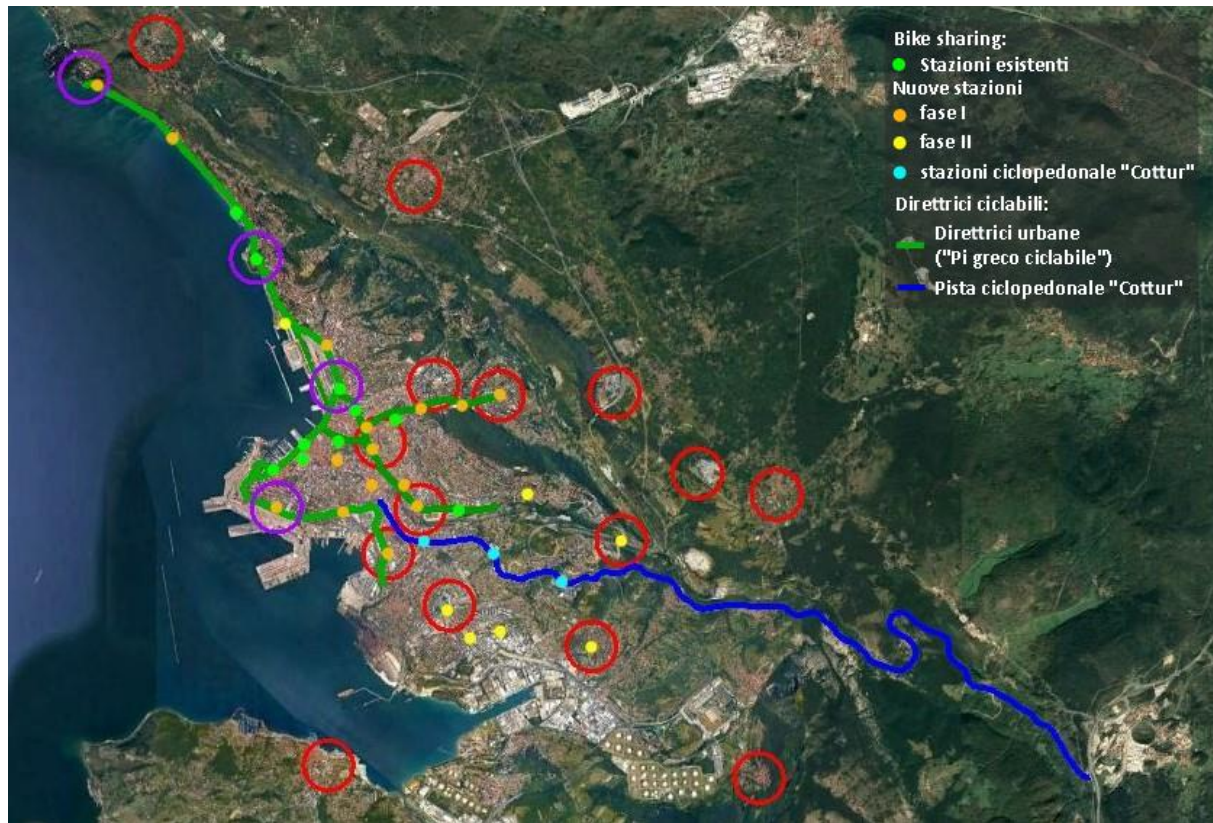 Bike sharing:
Stazioni esistenti
Nuove stazioni
fase I
fase II
stazioni ciclopedonale "Cottur"
Direttrici ciclabili:
Direttrici urbane
("Pi greco ciclabile")
Pista ciclopedonale "Cottur"